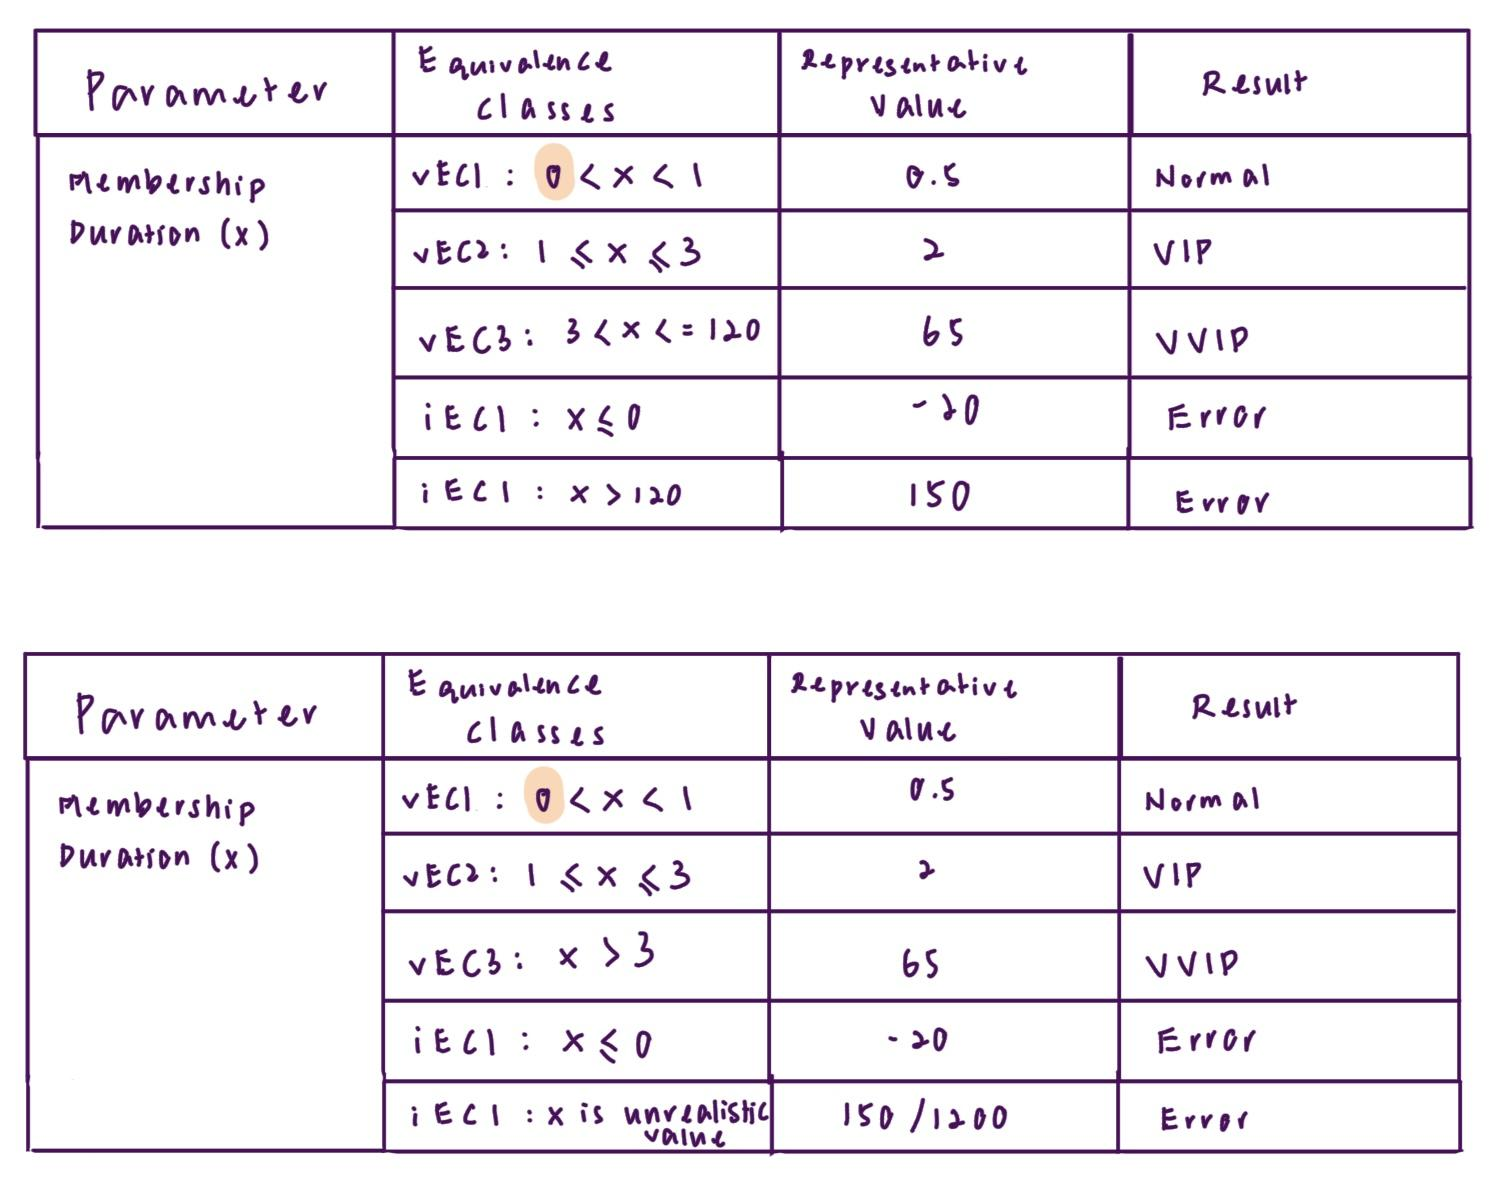 Parameter
Equivalence
Classes
Representative
Value
Result
Membership
Duration (x)
vEC1 : 0 < x < 1
0.5
Normal
vEC2: 1 ≤ x ≤ 3
2
VIP
vEC3: 3 < x <= 120
65
VVIP
iEC1 : x ≤ 0
-20
Error
iEC1 : x > 120
150
Error
Parameter
Equivalence
Classes
Representative
Value
Result
Membership
Duration (x)
vEC1 : 0 < x < 1
0.5
Normal
vEC2: 1 ≤ x ≤ 3
2
VIP
vEC3: x > 3
65
VVIP
iEC1 : x ≤ 0
-20
Error
iEC1 : x is unrealistic
value
150/1200
Error